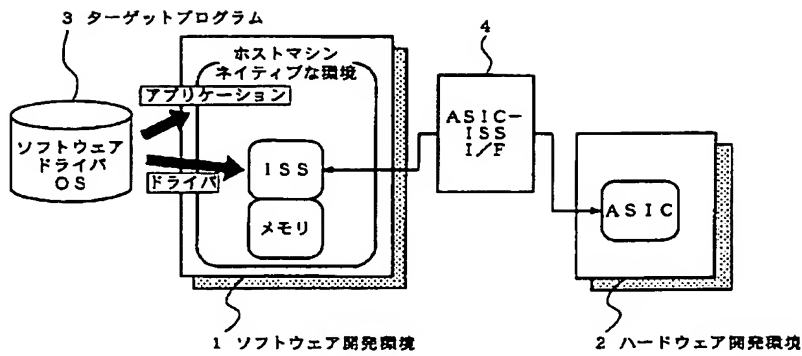 3 ターゲットプログラム
ソフトウェア
ドライバ
OS
ホストマシン
ネイティブな環境
アプリケーション
ドライバ
ISS
メモリ
1 ソフトウェア開発環境
4
ASIC-
ISS
I/F
ASIC
2 ハードウェア開発環境